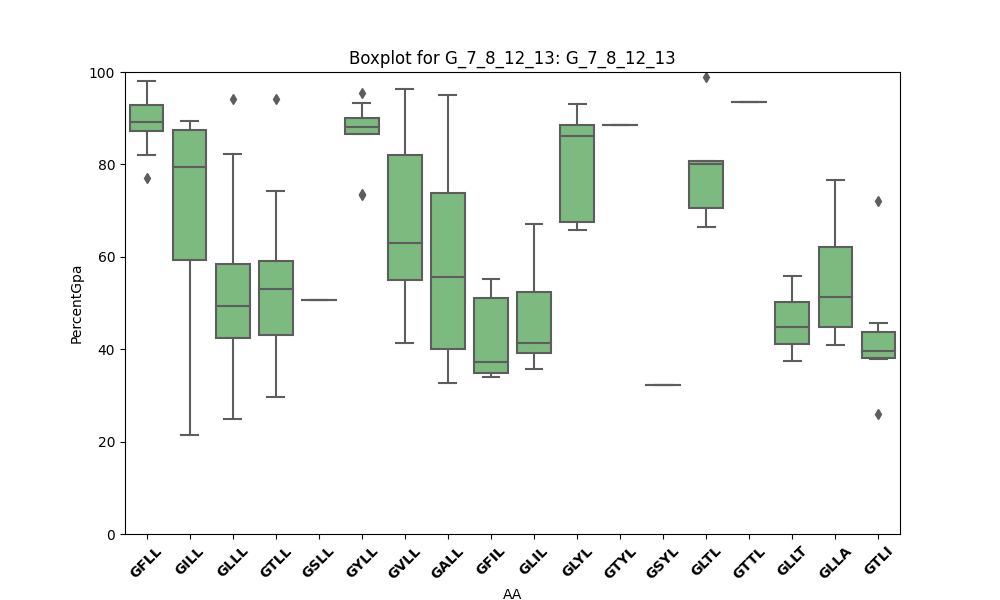 Boxplot for G_7_8_12_13: G_7_8_12_13
100
80
60
40
20
0
PercentGpa
GFLL GILL GLLL GTLL GSLL GYLL GVLL GALL GFIL GLIL GLYL GTYL GSYL GLTL GTTL GLLT GLLA GTLI
AA